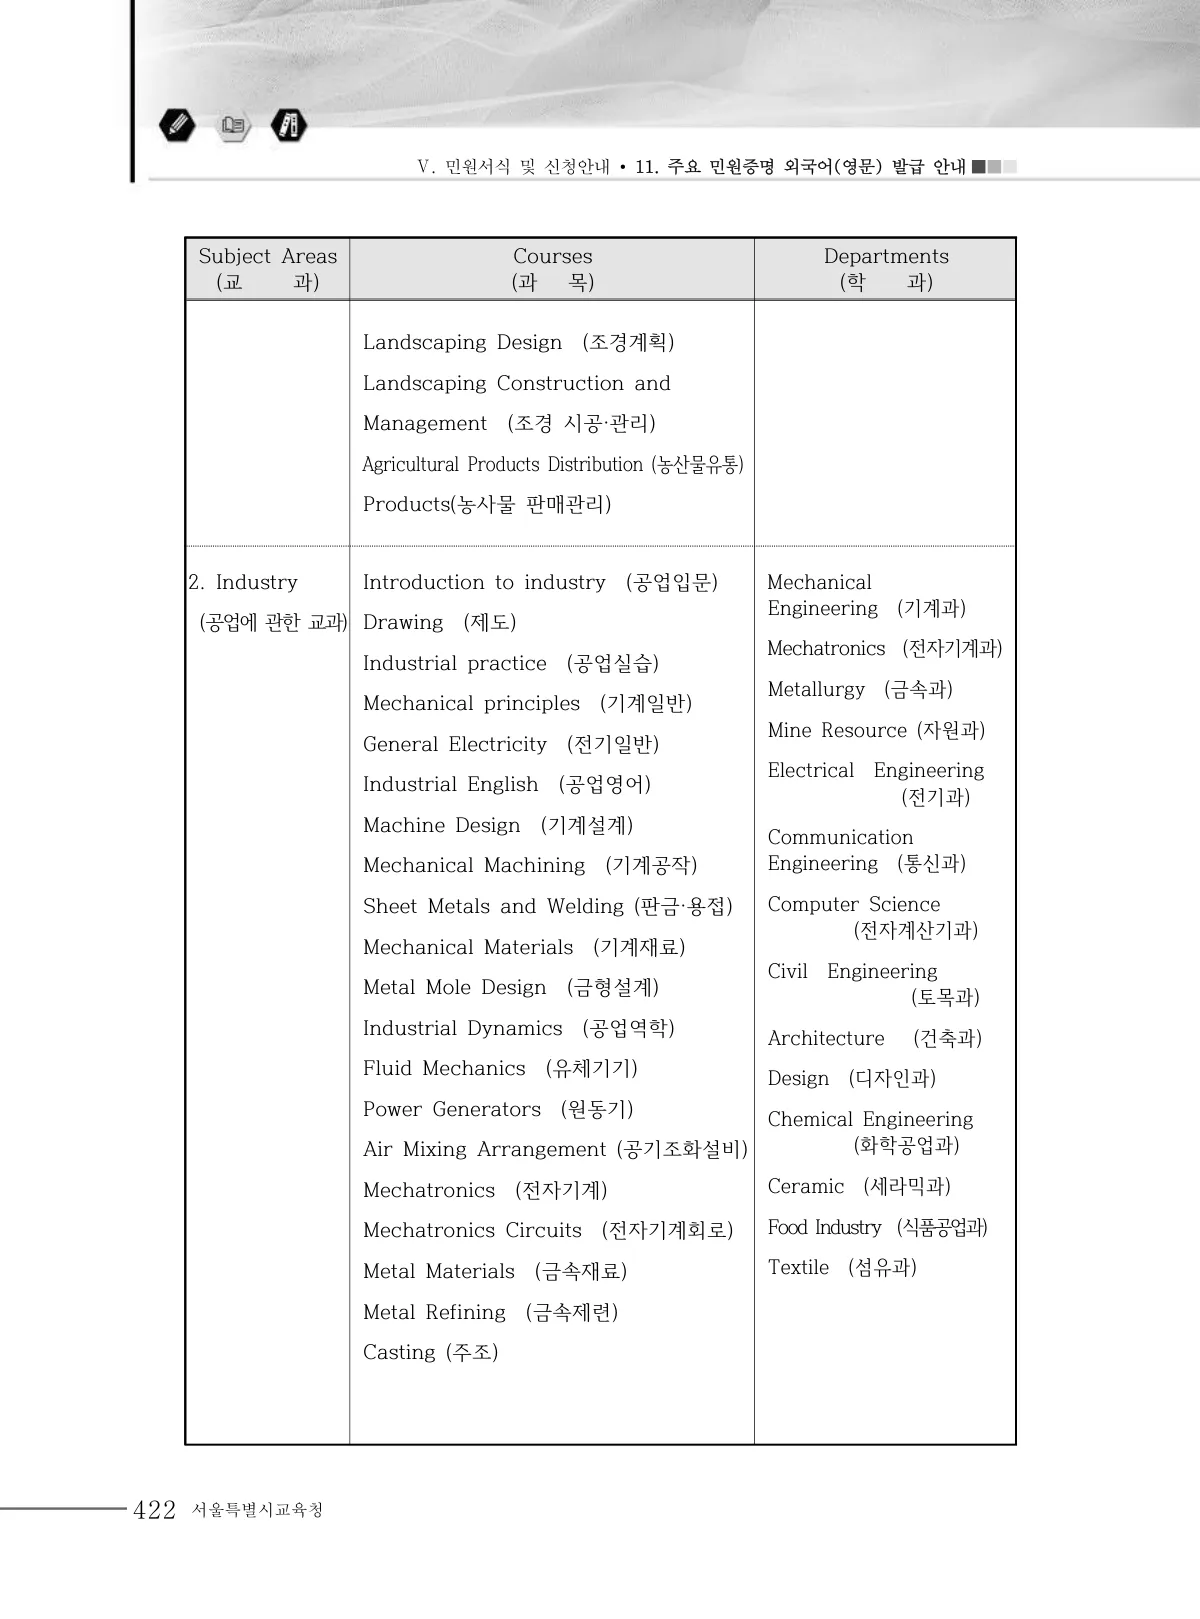 Ⅴ. 민원서식 및 신청안내 • 11. 주요 민원증명 외국어(영문) 발급 안내
Subject Areas
(교 과)
Courses
(과 목)
Departments
(학 과)
Landscaping Design (조경계획)
Landscaping Construction and
Management (조경 시공·관리)
Agricultural Products Distribution (농산물유통)
Products(농사물 판매관리)
2. Industry
(공업에 관한 교과)
Introduction to industry (공업입문)
Drawing (제도)
Industrial practice (공업실습)
Mechanical principles (기계일반)
General Electricity (전기일반)
Industrial English (공업영어)
Machine Design (기계설계)
Mechanical Machining (기계공작)
Sheet Metals and Welding (판금·용접)
Mechanical Materials (기계재료)
Metal Mole Design (금형설계)
Industrial Dynamics (공업역학)
Fluid Mechanics (유체기기)
Power Generators (원동기)
Air Mixing Arrangement (공기조화설비)
Mechatronics (전자기계)
Mechatronics Circuits (전자기계회로)
Metal Materials (금속재료)
Metal Refining (금속제련)
Casting (주조)
Mechanical
Engineering (기계과)
Mechatronics (전자기계과)
Metallurgy (금속과)
Mine Resource (자원과)
Electrical Engineering
(전기과)
Communication
Engineering (통신과)
Computer Science
(전자계산기과)
Civil Engineering
(토목과)
Architecture (건축과)
Design (디자인과)
Chemical Engineering
(화학공업과)
Ceramic (세라믹과)
Food Industry (식품공업과)
Textile (섬유과)
422 서울특별시교육청